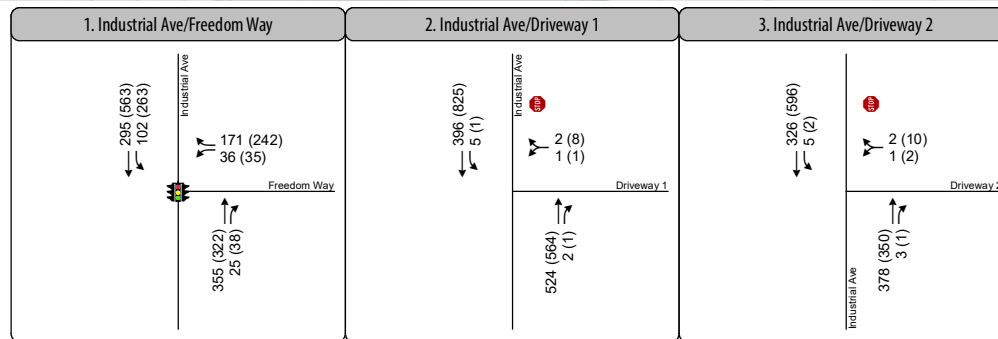 1. Industrial Ave/Freedom Way
Industrial Ave
295 (563)
102 (263)
171 (242)
36 (35)
Freedom Way
355 (322)
25 (38)
2. Industrial Ave/Driveway 1
Industrial Ave
STOP
396 (825)
5 (1)
2 (8)
1 (1)
Driveway 1
524 (564)
2 (1)
3. Industrial Ave/Driveway 2
STOP
326 (596)
5 (2)
2 (10)
1 (2)
Driveway 2
378 (350)
3 (1)
Industrial Ave